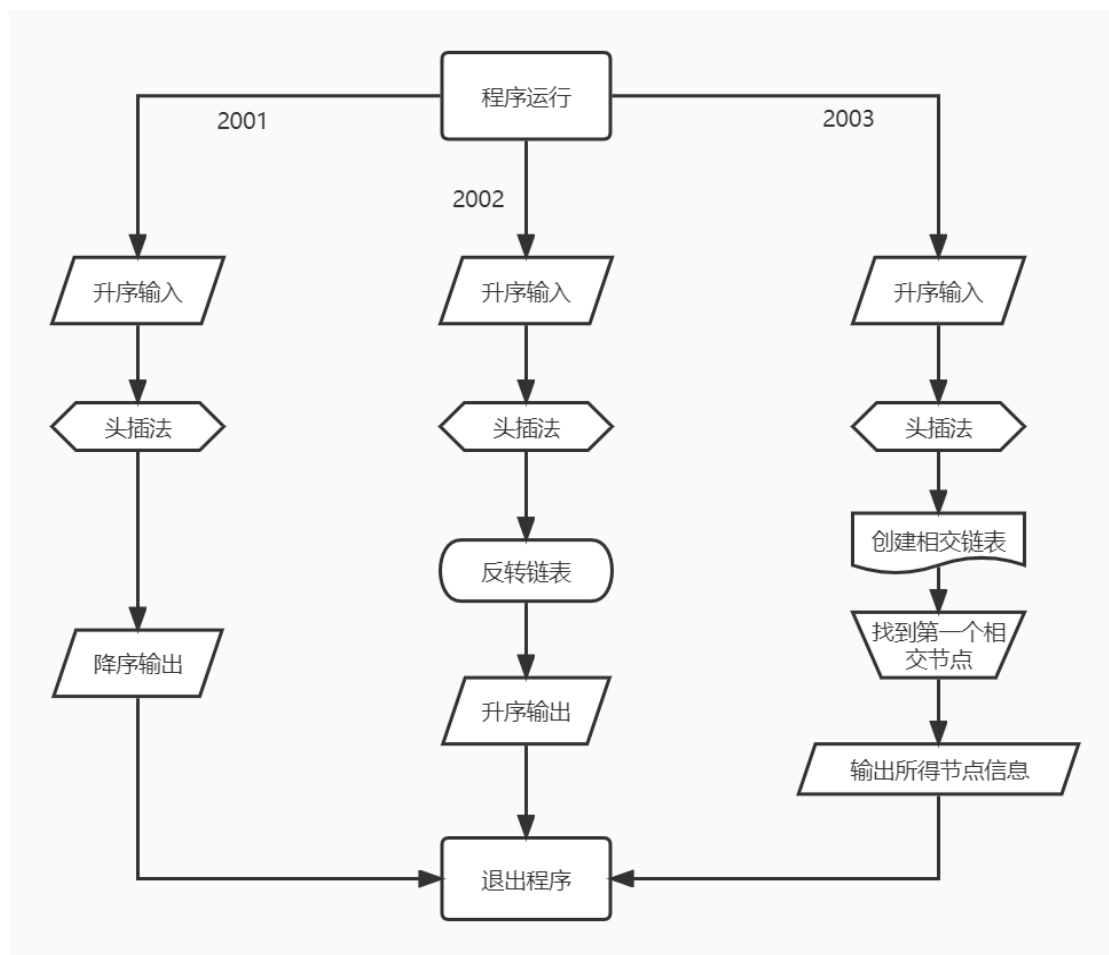 程序运行
2001
2003
2002
升序输入
升序输入
升序输入
头插法
头插法
头插法
创建相交链表
反转链表
找到第一个相
交节点
降序输出
升序输出
输出所得节点信息
退出程序